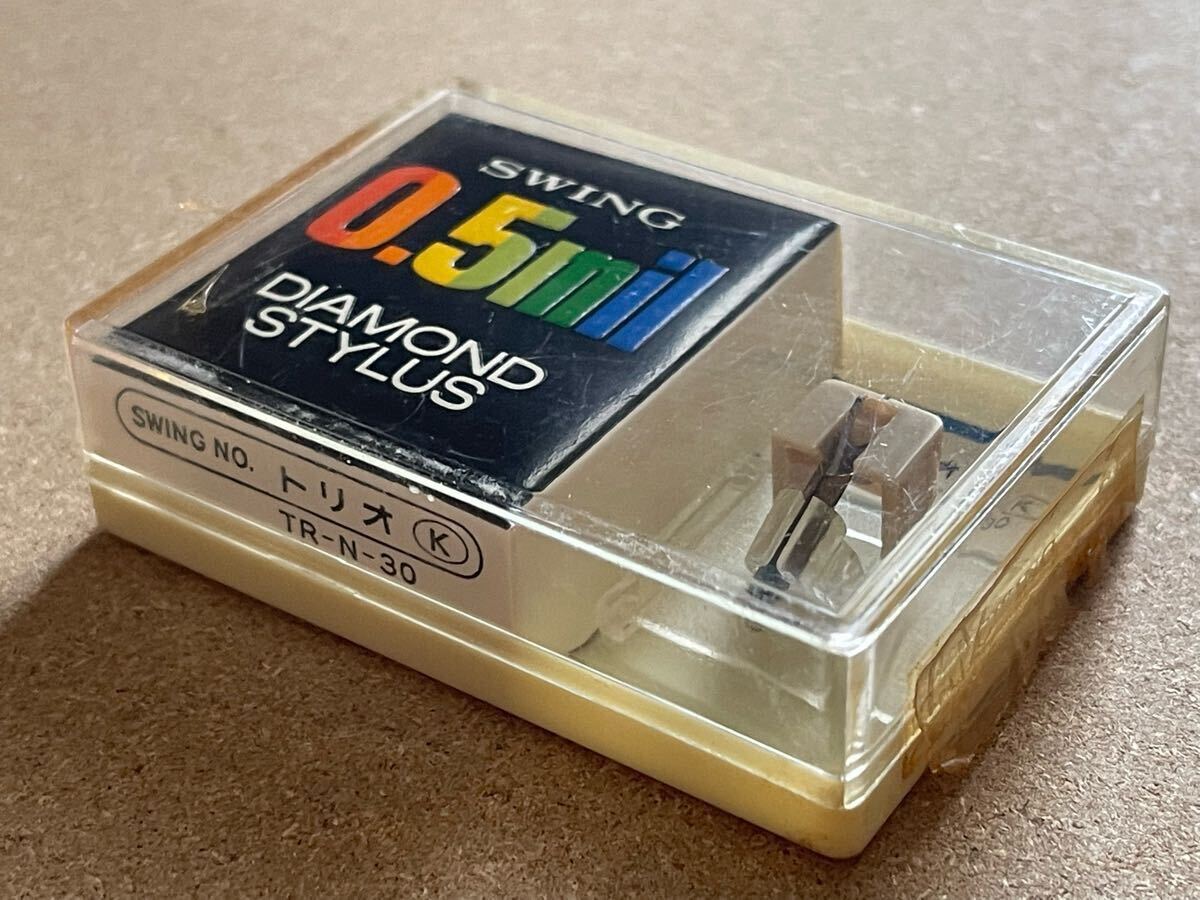 SWING
0.5mil
DIAMOND
STYLUS
SWING NO. トリオ Ⓚ
TR-N-30